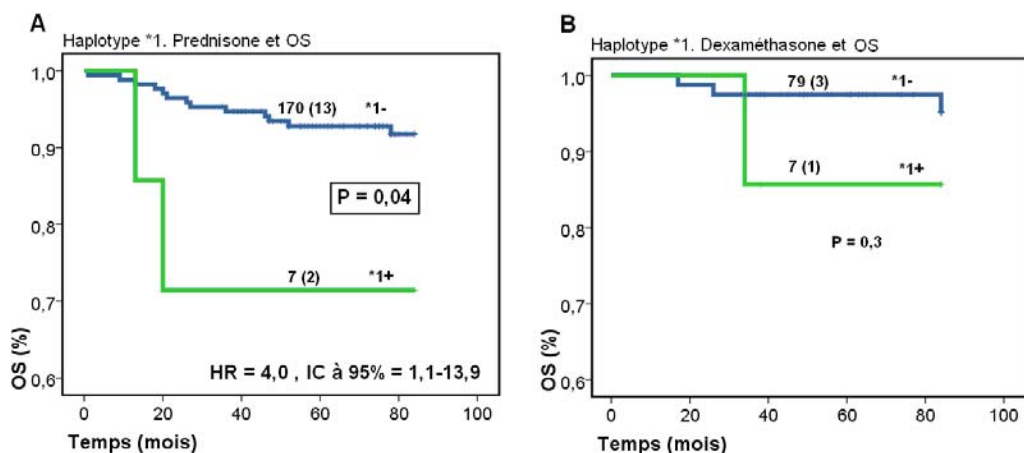 A
Haplotype *1. Prednisone et OS
1,0
0,9
0,8
0,7
0,6
OS (%)
170 (13) *1-
P = 0,04
7 (2) *1+
HR = 4,0 , IC à 95% = 1,1-13,9
0 20 40 60 80 100
Temps (mois)
B
Haplotype *1. Dexaméthasone et OS
1,0
0,9
0,8
0,7
0,6
OS (%)
79 (3) *1-
7 (1) *1+
P = 0,3
0 20 40 60 80 100
Temps (mois)